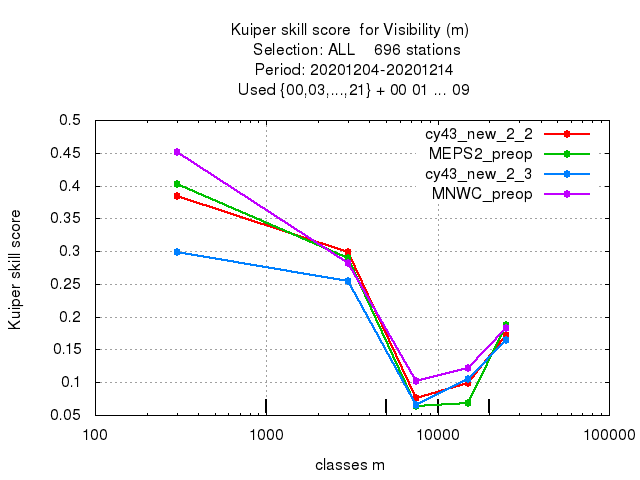 Kuiper skill score  for Visibility (m)
Selection: ALL    696 stations
Period: 20201204-20201214
Used {00,03,...,21} + 00 01 ... 09
0.5
0.45
0.4
0.35
0.3
0.25
0.2
0.15
0.1
0.05
Kuiper skill score
cy43_new_2_2
MEPS2_preop
cy43_new_2_3
MNWC_preop
100 1000 10000 100000
classes m